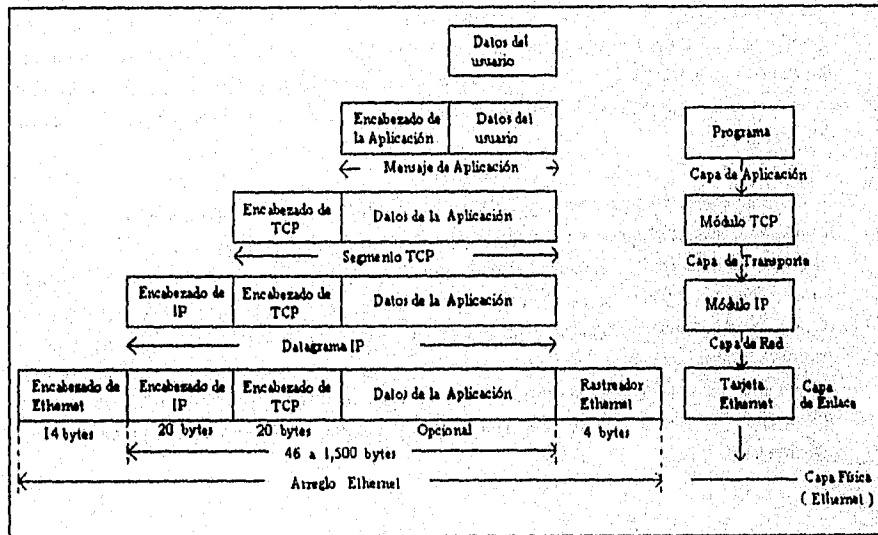 Datos del
usuario
Encabezado de
la Aplicación
Datos del
usuario
Mensaje de Aplicación
Encabezado de
TCP
Datos de la Aplicación
Segmento TCP
Encabezado de
IP
Encabezado de
TCP
Datos de la Aplicación
Datagrama IP
Encabezado de
Ethernet
Encabezado de
IP
Encabezado de
TCP
Datos de la Aplicación
Rastreador
Ethernet
14 bytes
20 bytes
20 bytes
Opcional
4 bytes
46 a 1,500 bytes
Arreglo Ethernet
Programa
Capa de Aplicación
Módulo TCP
Capa de Transporte
Módulo IP
Capa de Red
Tarjeta
Ethernet
Capa
de Enlace
Capa Física
( Ethernet )